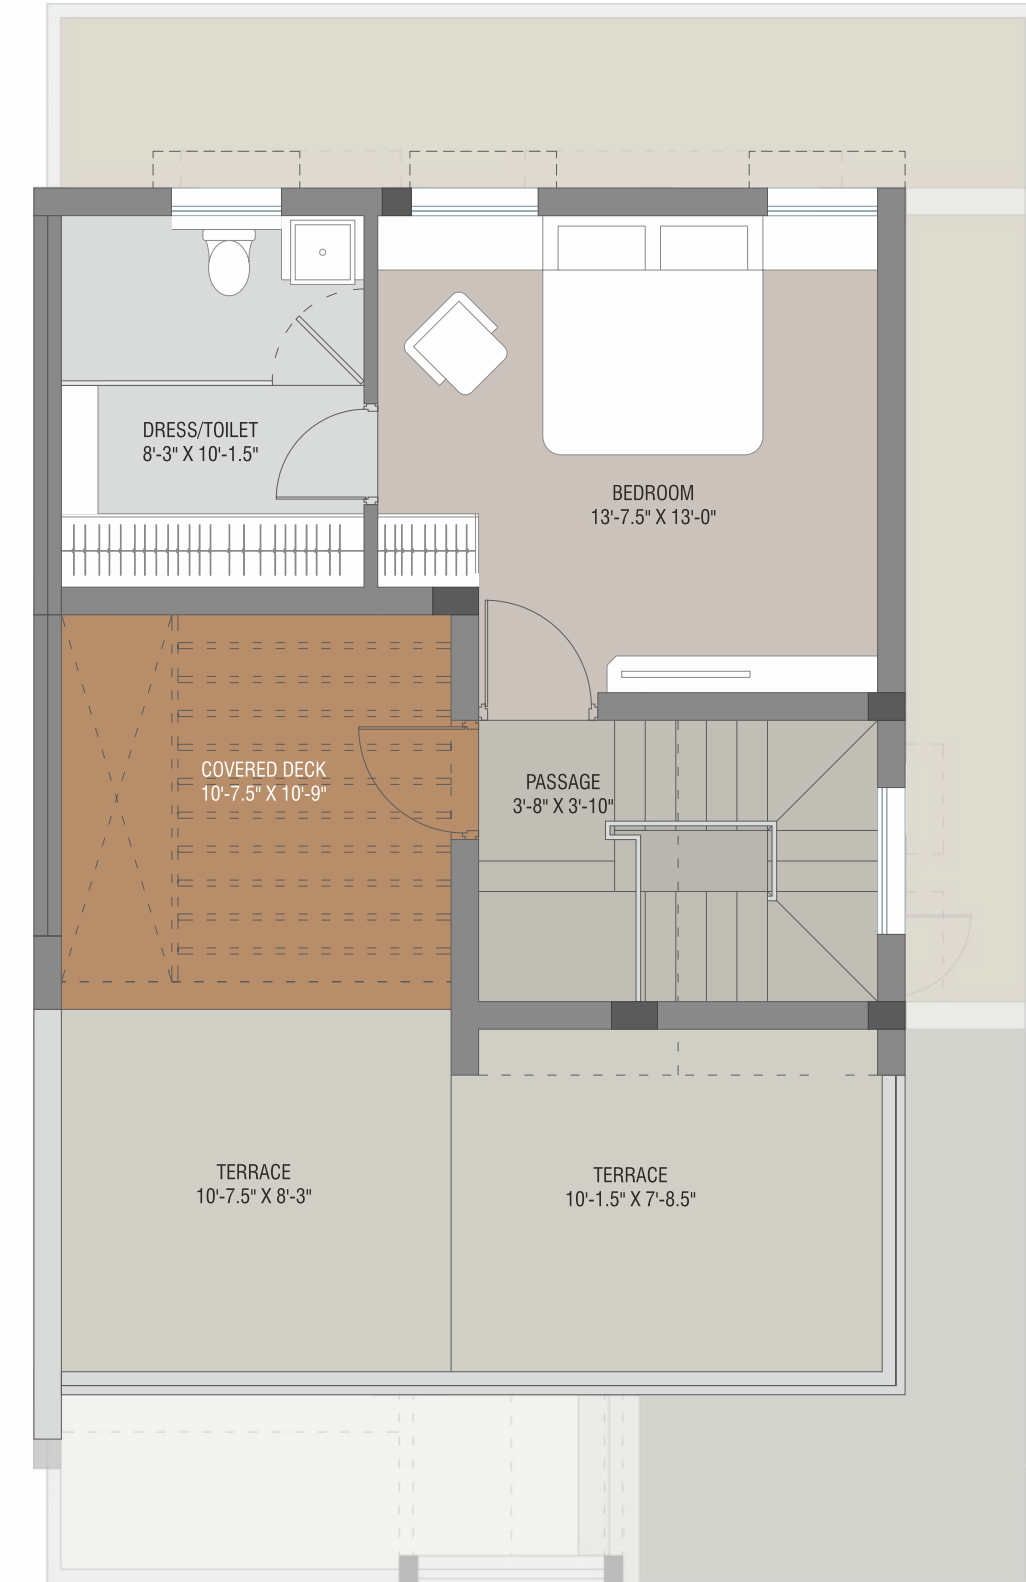 DRESS/TOILET
8'-3" X 10'-1.5"
BEDROOM
13'-7.5" X 13'-0"
COVERED DECK
10'-7.5" X 10'-9"
PASSAGE
3'-8" X 3'-10"
TERRACE
10'-7.5" X 8'-3"
TERRACE
10'-1.5" X 7'-8.5"